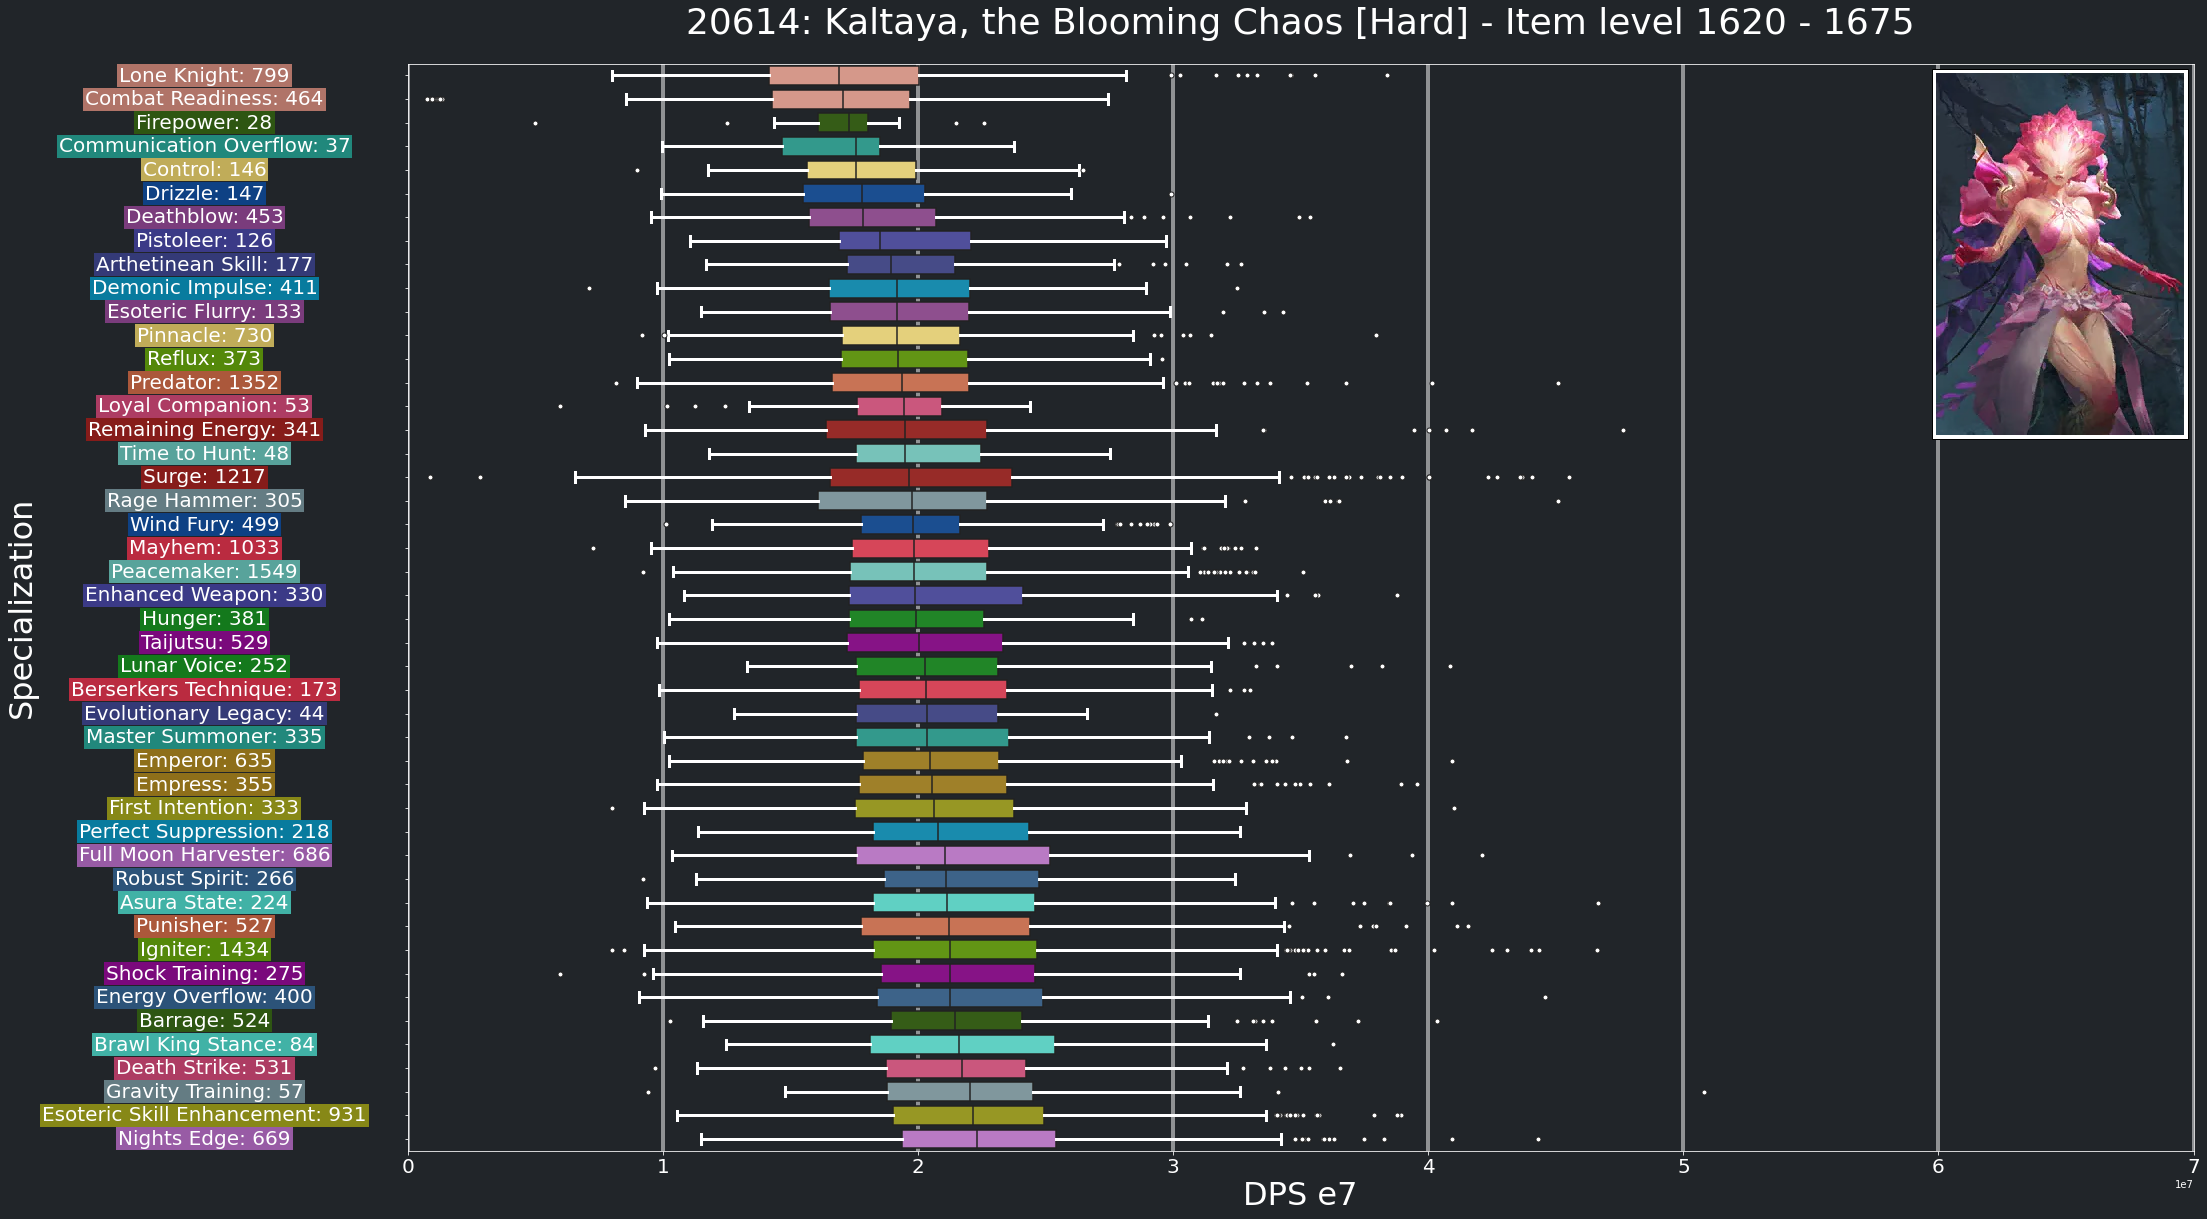 20614: Kaltaya, the Blooming Chaos [Hard] - Item level 1620 - 1675
Specialization
Lone Knight: 799
Combat Readiness: 464
Firepower: 28
Communication Overflow: 37
Control: 146
Drizzle: 147
Deathblow: 453
Pistoleer: 126
Arthetinean Skill: 177
Demonic Impulse: 411
Esoteric Flurry: 133
Pinnacle: 730
Reflux: 373
Predator: 1352
Loyal Companion: 53
Remaining Energy: 341
Time to Hunt: 48
Surge: 1217
Rage Hammer: 305
Wind Fury: 499
Mayhem: 1033
Peacemaker: 1549
Enhanced Weapon: 330
Hunger: 381
Taijutsu: 529
Lunar Voice: 252
Berserkers Technique: 173
Evolutionary Legacy: 44
Master Summoner: 335
Emperor: 635
Empress: 355
First Intention: 333
Perfect Suppression: 218
Full Moon Harvester: 686
Robust Spirit: 266
Asura State: 224
Punisher: 527
Igniter: 1434
Shock Training: 275
Energy Overflow: 400
Barrage: 524
Brawl King Stance: 84
Death Strike: 531
Gravity Training: 57
Esoteric Skill Enhancement: 931
Nights Edge: 669
0 1 2 3 4 5 6 7
1e7
DPS e7